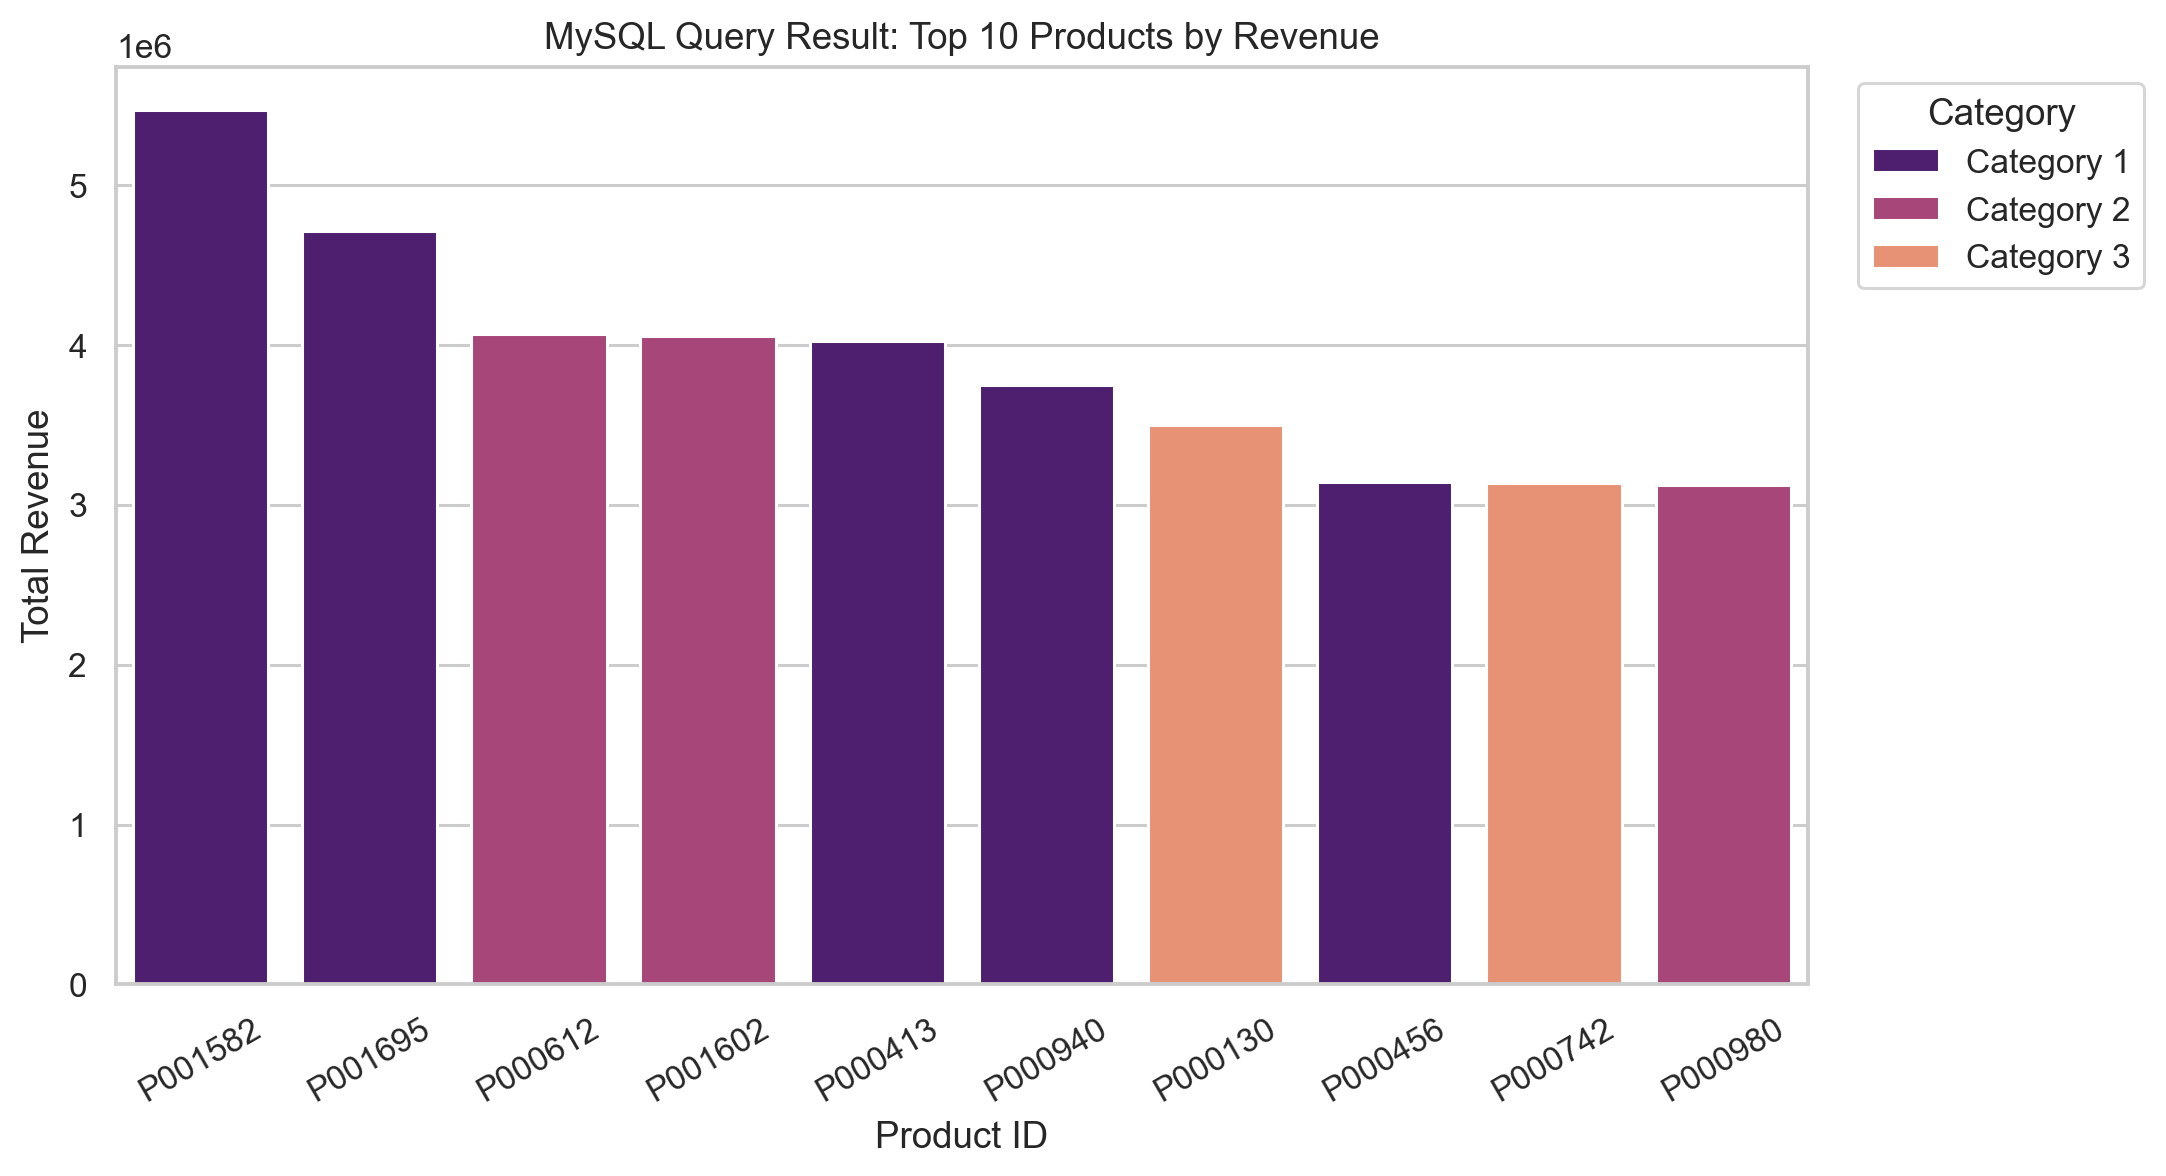 MySQL Query Result: Top 10 Products by Revenue
1e6
5
4
3
2
1
0
Total Revenue
P001582
P001695
P000612
P001602
P000413
P000940
P000130
P000456
P000742
P000980
Product ID
Category
Category 1
Category 2
Category 3